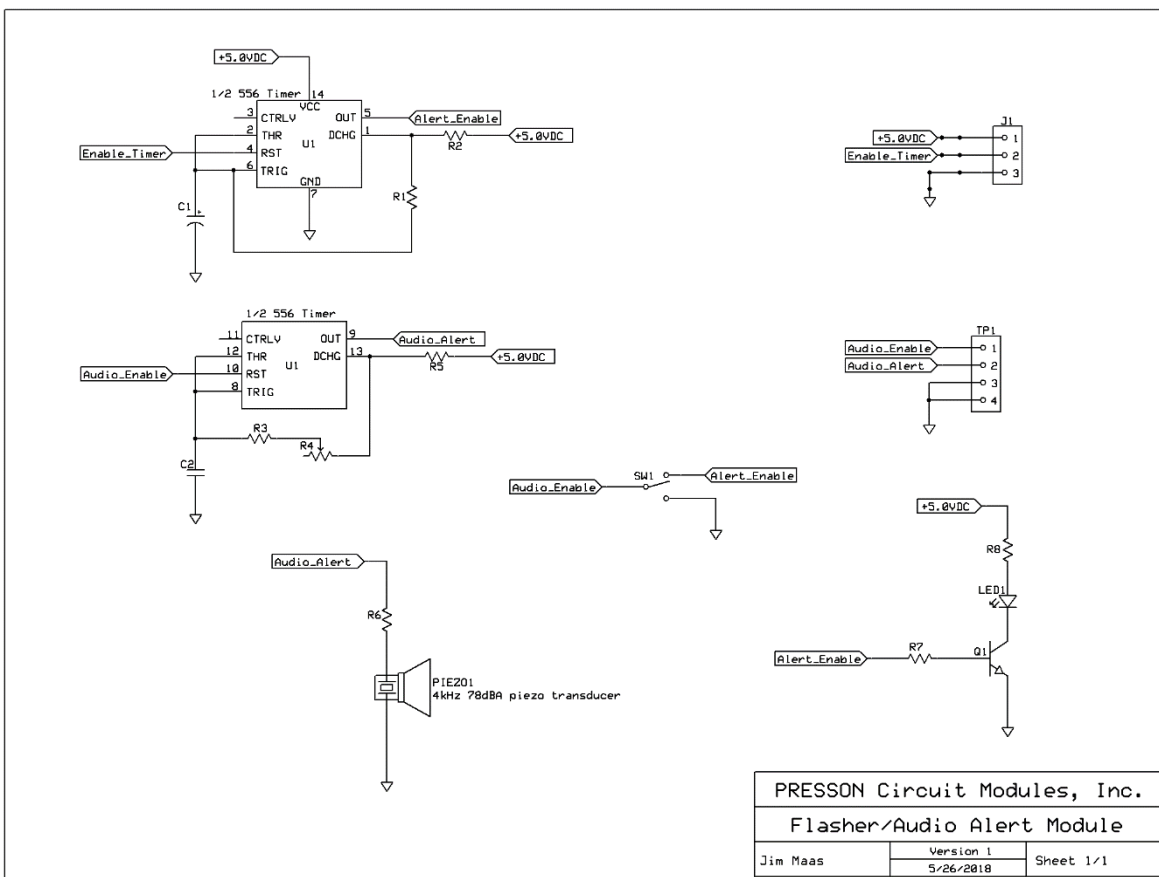 +5.0VDC
1/2 556 Timer
14
VCC
3 CTRLV OUT 5 Alert_Enable
2 THR DCHG 1 +5.0VDC
U1
R2
Enable_Timer 4 RST
6 TRIG
GND
7
R1
C1
+
J1
+5.0VDC 1
Enable_Timer 2
3
1/2 556 Timer
11 CTRLV OUT 9 Audio_Alert
12 THR DCHG 13 +5.0VDC
U1
R5
Audio_Enable 10 RST
8 TRIG
R3
R4
C2
TP1
Audio_Enable 1
Audio_Alert 2
3
4
SW1
Alert_Enable
Audio_Enable
+5.0VDC
R8
LED1
Alert_Enable
R7
Q1
Audio_Alert
R6
PIEZO1
4kHz 78dBA piezo transducer
PRESSON Circuit Modules, Inc.
Flasher/Audio Alert Module
Jim Maas
Version 1
5/26/2018
Sheet 1/1